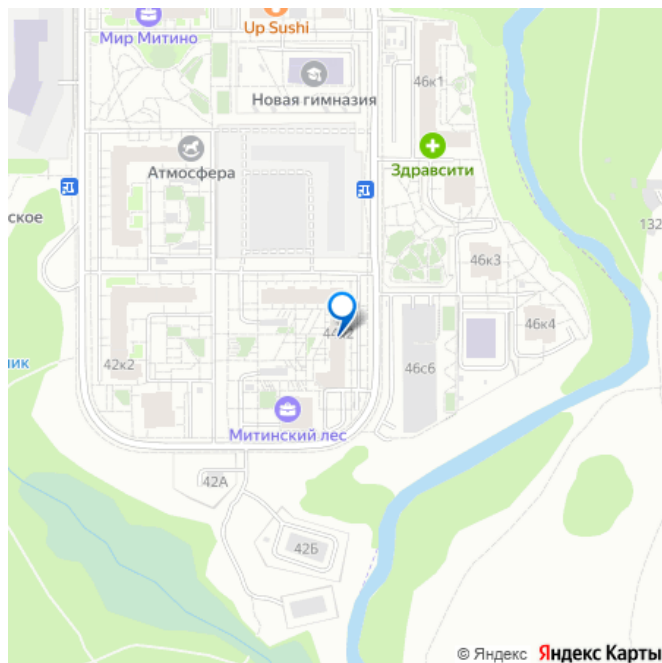 Мир Митино
Up Sushi
Новая гимназия
46к1
Атмосфера
Здравсити
ское
132
46к3
46к4
42к2
46с6
ник
Митинский лес
42А
42Б
© Яндекс Яндекс Карты